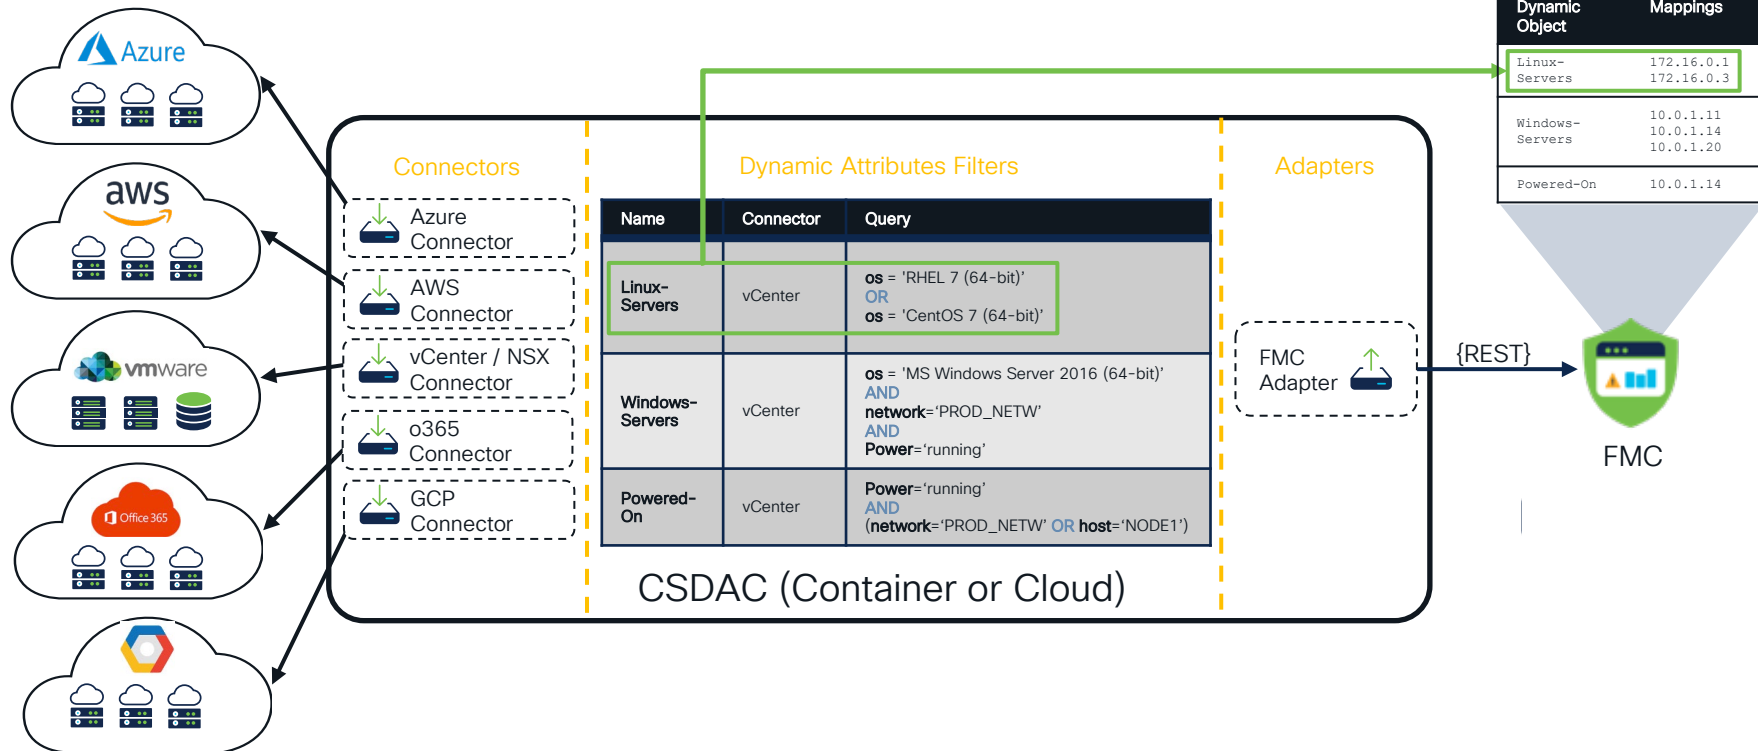 Azure
aws
vmware
Office 365
Connectors
Azure
Connector
AWS
Connector
vCenter / NSX
Connector
o365
Connector
GCP
Connector
Dynamic Attributes Filters
Name Connector Query
Linux-
Servers
vCenter
os = 'RHEL 7 (64-bit)’
OR
os = 'CentOS 7 (64-bit)’
Windows-
Servers
vCenter
os = 'MS Windows Server 2016 (64-bit)’
AND
network=‘PROD_NETW’
AND
Power=‘running’
Powered-
On
vCenter
Power=‘running’
AND
(network=‘PROD_NETW’ OR host=‘NODE1’)
CSDAC (Container or Cloud)
Adapters
FMC
Adapter
{REST}
Dynamic
Object
Mappings
Linux-
Servers
172.16.0.1
172.16.0.3
Windows-
Servers
10.0.1.11
10.0.1.14
10.0.1.20
Powered-On 10.0.1.14
FMC